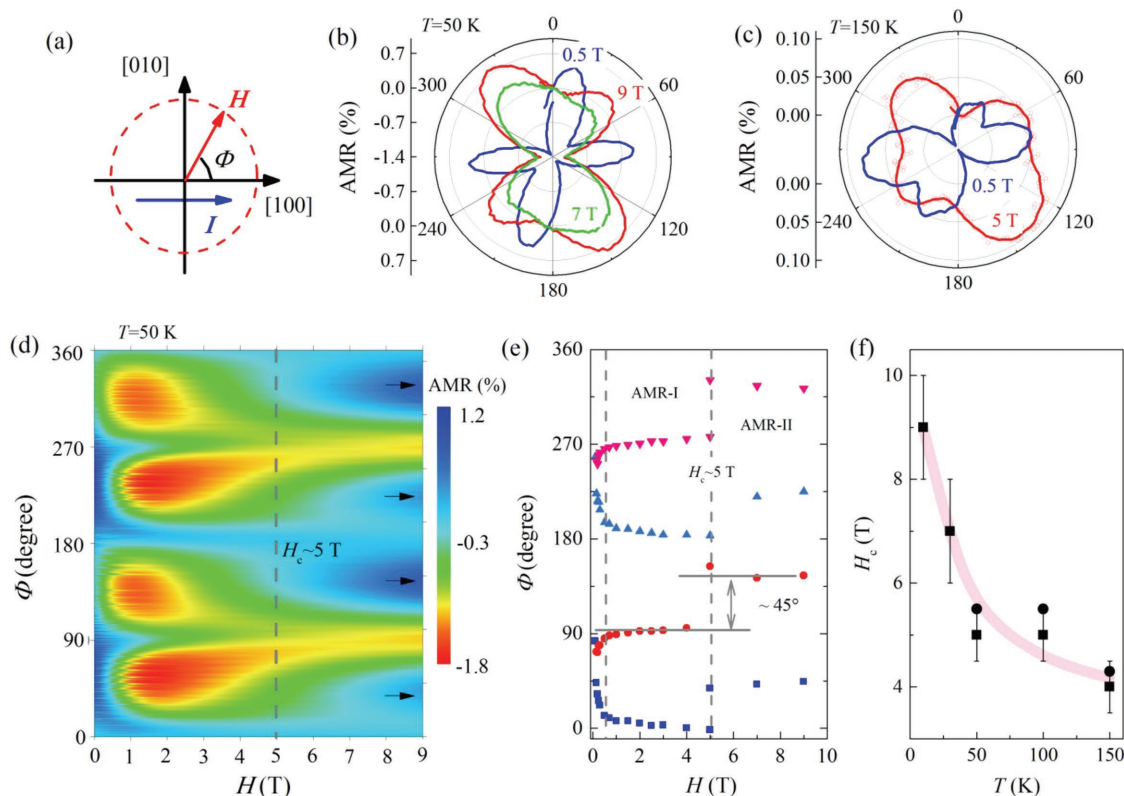 (a)
[010]
H
Φ
[100]
I
(b)
T=50 K
AMR (%)
0.7
0.0
-0.7
-1.4
-0.7
0.0
0.7
0
60
120
180
240
300
0.5 T
9 T
7 T
(c)
T=150 K
AMR (%)
0.10
0.05
0.00
0.00
0.05
0.10
0
60
120
180
240
300
0.5 T
5 T
(d)
T=50 K
Φ (degree)
360
270
180
90
0
0 1 2 3 4 5 6 7 8 9
H (T)
Hc~5 T
AMR (%)
1.2
-0.3
-1.8
(e)
Φ (degree)
360
270
180
90
0
0 2 4 6 8 10
H (T)
AMR-I
AMR-II
Hc~5 T
~ 45°
(f)
Hc (T)
10
8
6
4
0 50 100 150
T (K)